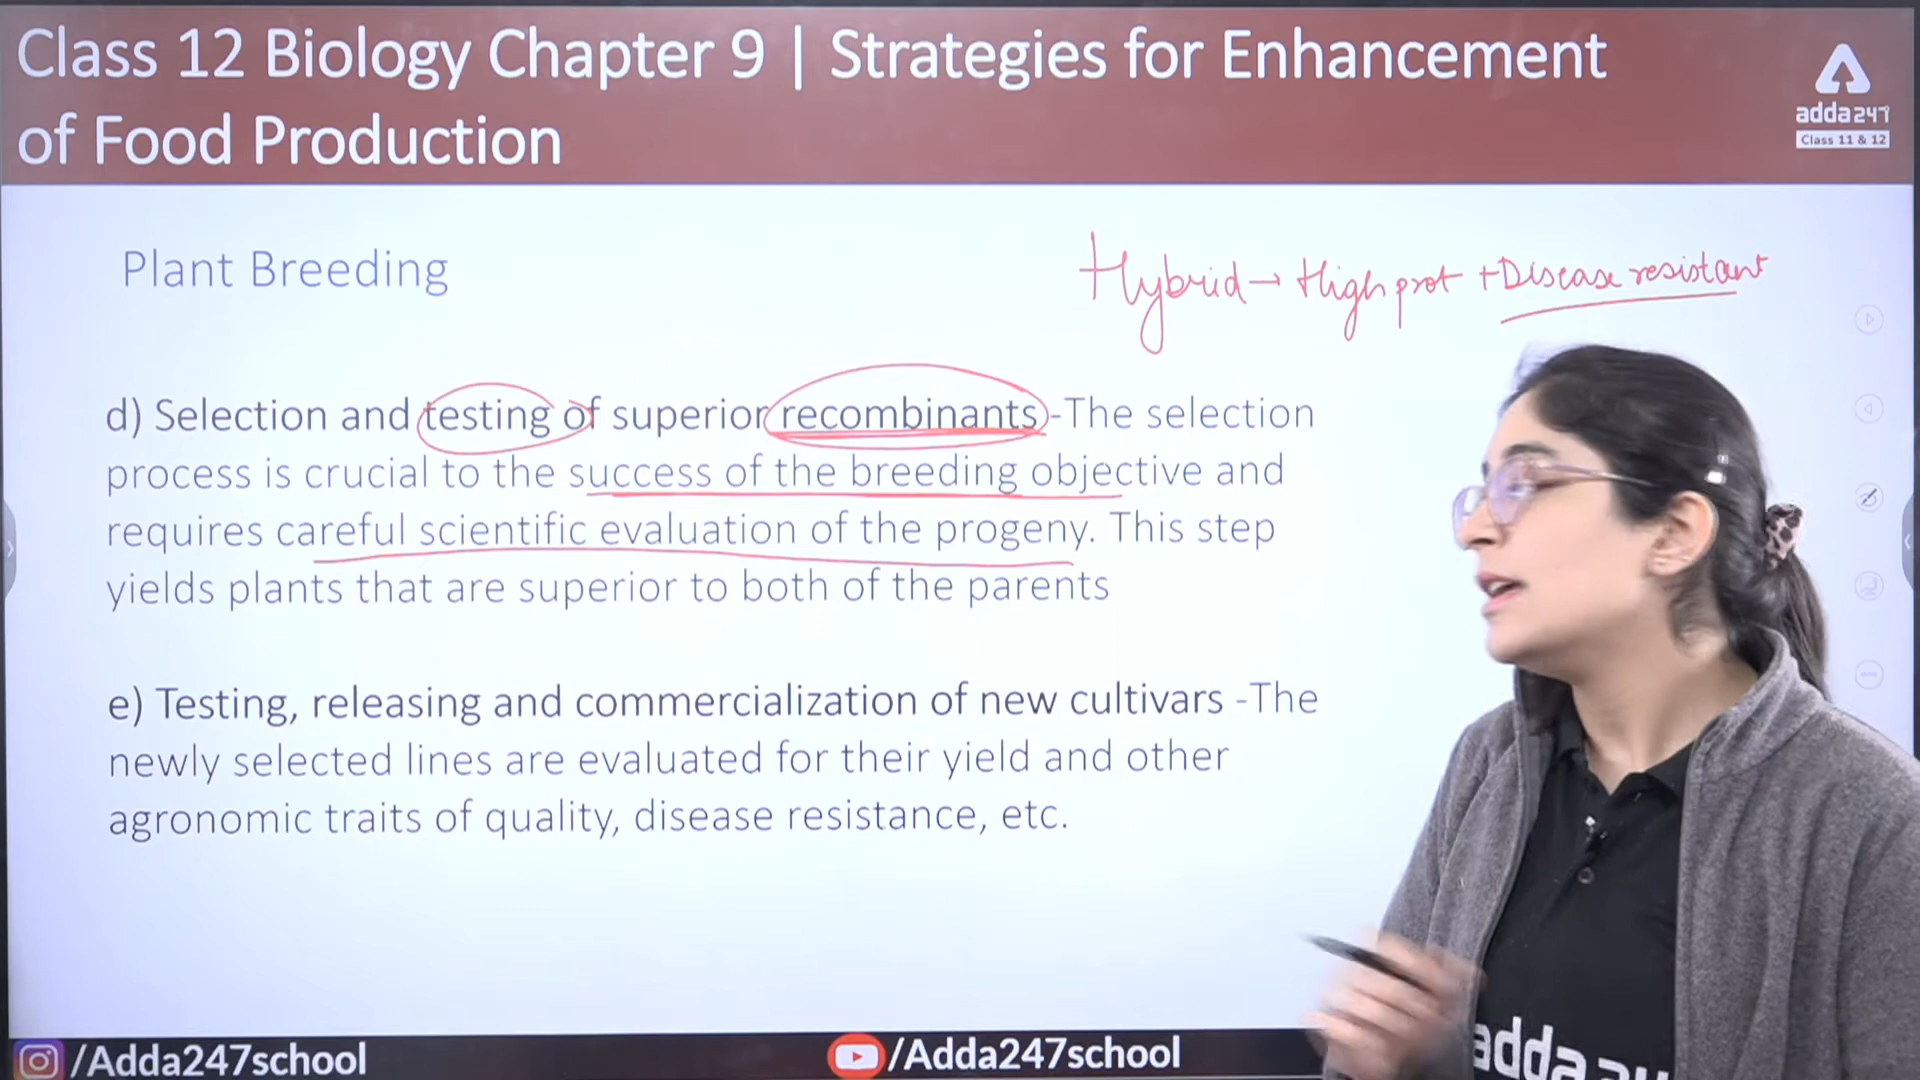 Class 12 Biology Chapter 9 | Strategies for Enhancement
of Food Production
adda247
Class 11 & 12
Plant Breeding
Hybrid → High prot + Disease resistant
d) Selection and testing of superior recombinants -The selection
process is crucial to the success of the breeding objective and
requires careful scientific evaluation of the progeny. This step
yields plants that are superior to both of the parents
e) Testing, releasing and commercialization of new cultivars -The
newly selected lines are evaluated for their yield and other
agronomic traits of quality, disease resistance, etc.
adda247
/Adda247school
/Adda247school